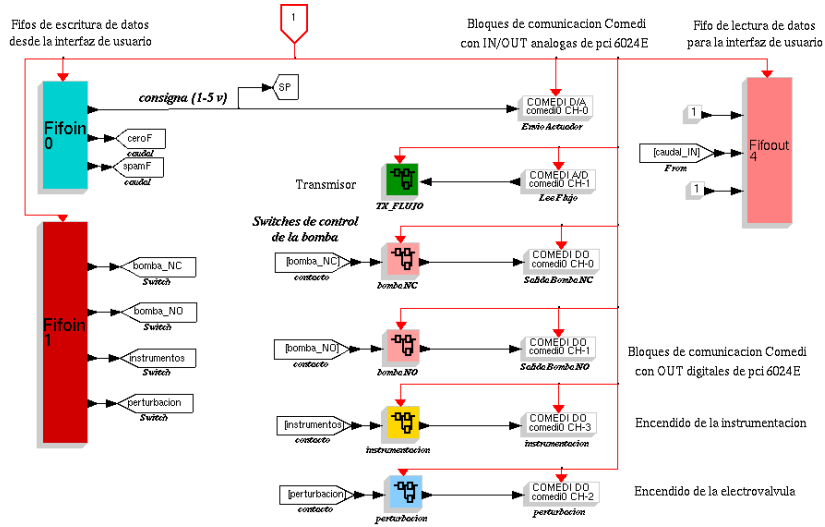 Fifos de escritura de datos
desde la interfaz de usuario
1
Bloques de comunicacion Comedi
con IN/OUT analogas de pci 6024E
Fifo de lectura de datos
para la interfaz de usuario
Fifoin
0
consigna (1-5 v)
SP
ceroF
caudal
spamF
caudal
COMEDI D/A
comedi0 CH-0
EnvioActuador
Transmisor
TX_FLUJO
COMEDI A/D
comedi0 CH-1
LeeFlujo
1
[caudal_IN]
From
1
Fifoout
4
Switches de control
de la bomba
Fifoin
1
bomba_NC
Switch
bomba_NO
Switch
instrumentos
Switch
perturbacion
Switch
[bomba_NC]
contacto
bombaNC
COMEDI DO
comedi0 CH-0
SalidaBombaNC
[bomba_NO]
contacto
bombaNO
COMEDI DO
comedi0 CH-1
SalidaBombaNO
Bloques de comunicacion Comedi
con OUT digitales de pci 6024E
[instrumentos]
contacto
instrumentacion
COMEDI DO
comedi0 CH-3
instrumentacion
Encendido de la instrumentacion
[perturbacion]
contacto
perturbacion
COMEDI DO
comedi0 CH-2
perturbacion
Encendido de la electrovalvula